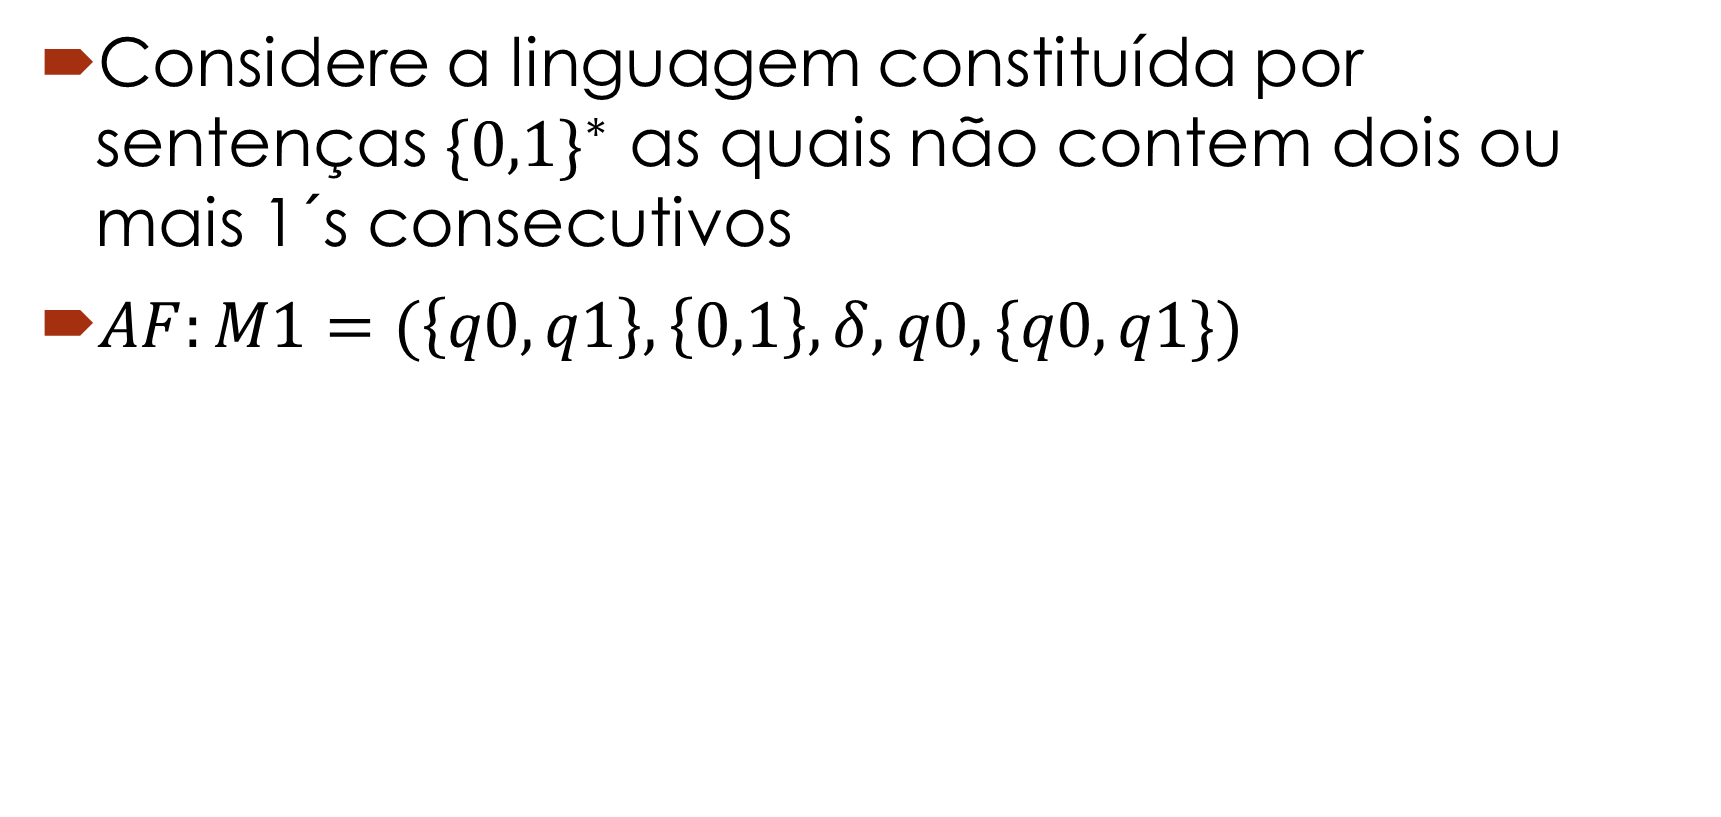 Considere a linguagem constituída por
sentenças {0,1}* as quais não contem dois ou
mais 1´s consecutivos
AF: M1 = ({q0, q1}, {0,1}, δ, q0, {q0, q1})